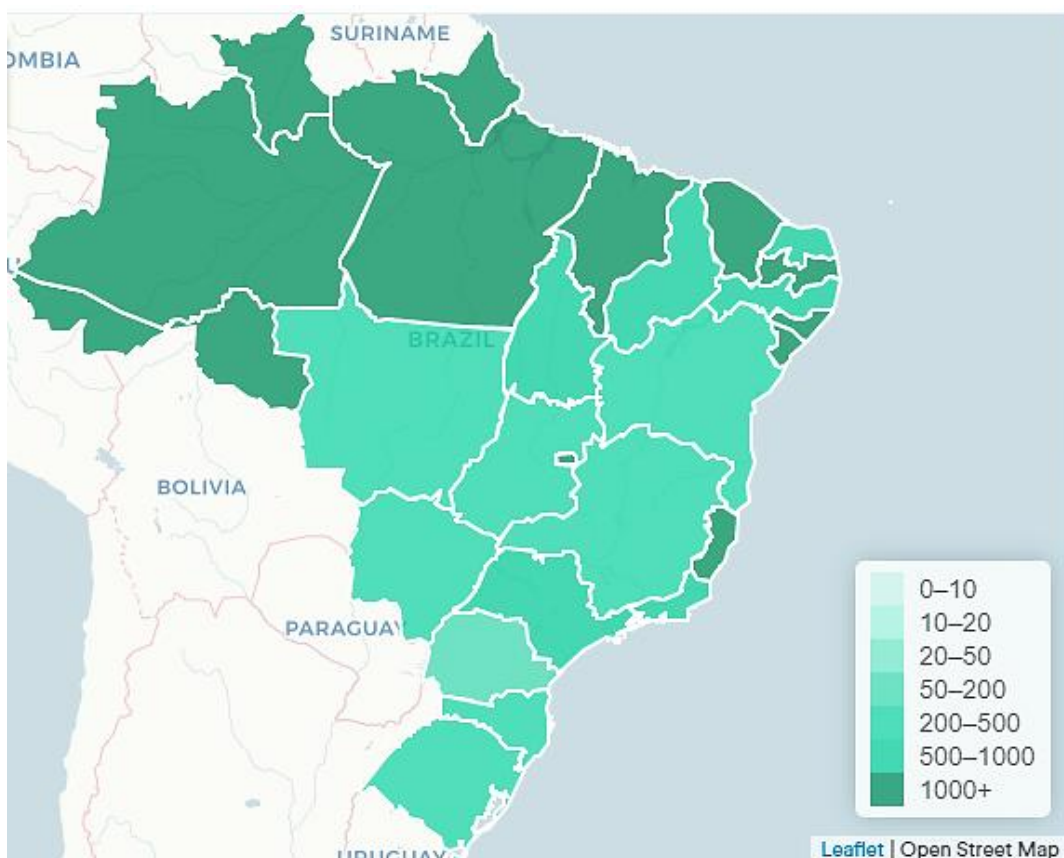 SURINAME
OMBIA
BRAZIL
BOLIVIA
PARAGUAY
URUGUAY
0–10
10–20
20–50
50–200
200–500
500–1000
1000+
Leaflet | Open Street Map